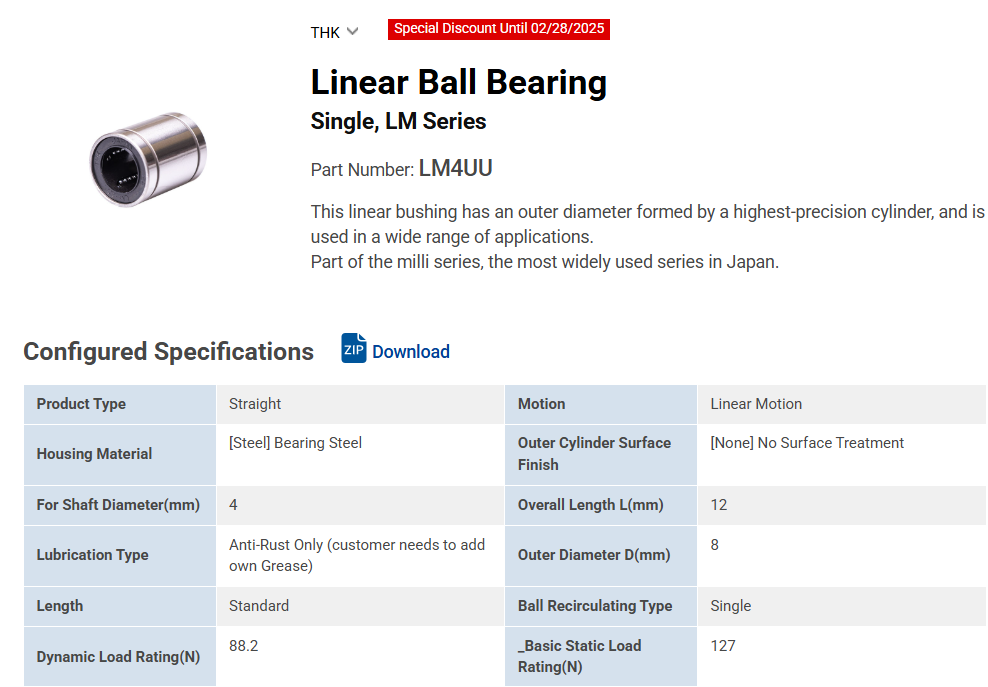 THK
Special Discount Until 02/28/2025
Linear Ball Bearing
Single, LM Series
Part Number: LM4UU
This linear bushing has an outer diameter formed by a highest-precision cylinder, and is
used in a wide range of applications.
Part of the milli series, the most widely used series in Japan.
Configured Specifications
ZIP
Download
Product Type
Straight
Motion
Linear Motion
Housing Material
[Steel] Bearing Steel
Outer Cylinder Surface
Finish
[None] No Surface Treatment
For Shaft Diameter(mm)
4
Overall Length L(mm)
12
Lubrication Type
Anti-Rust Only (customer needs to add
own Grease)
Outer Diameter D(mm)
8
Length
Standard
Ball Recirculating Type
Single
Dynamic Load Rating(N)
88.2
_Basic Static Load
Rating(N)
127